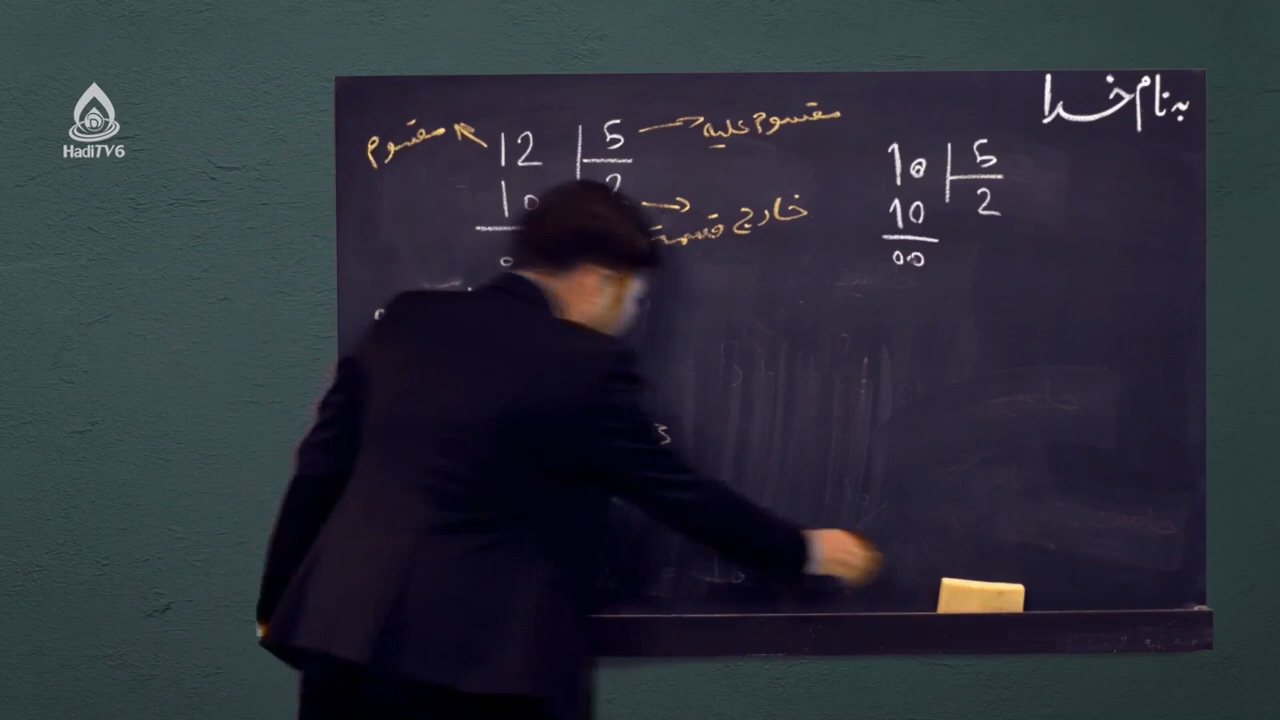 به نام خدا
مقسوم 12 5 مقسوم علیه
10 2 خارج قسمت
10 5
10 2
00
HadiTV6